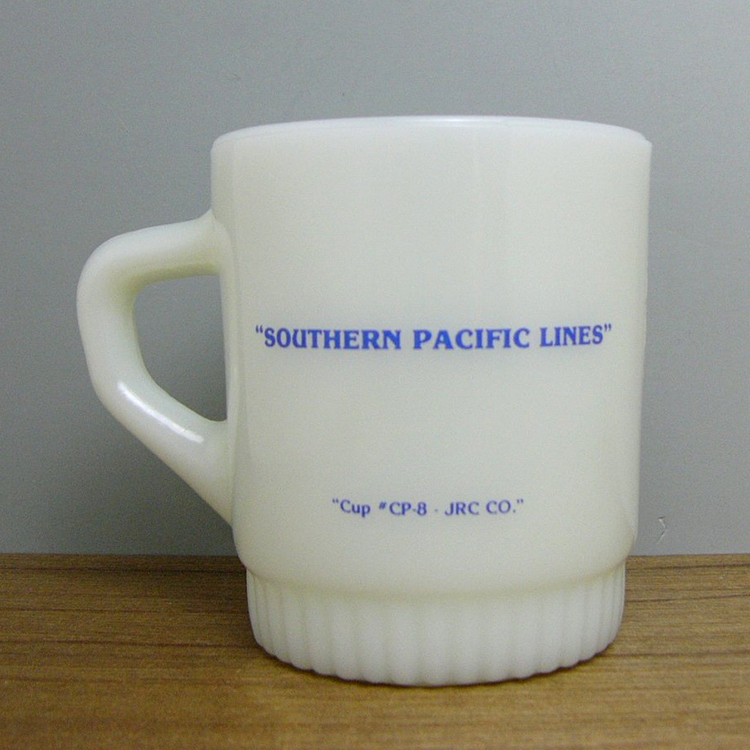 “SOUTHERN PACIFIC LINES”
“Cup #CP-8 - JRC CO.”